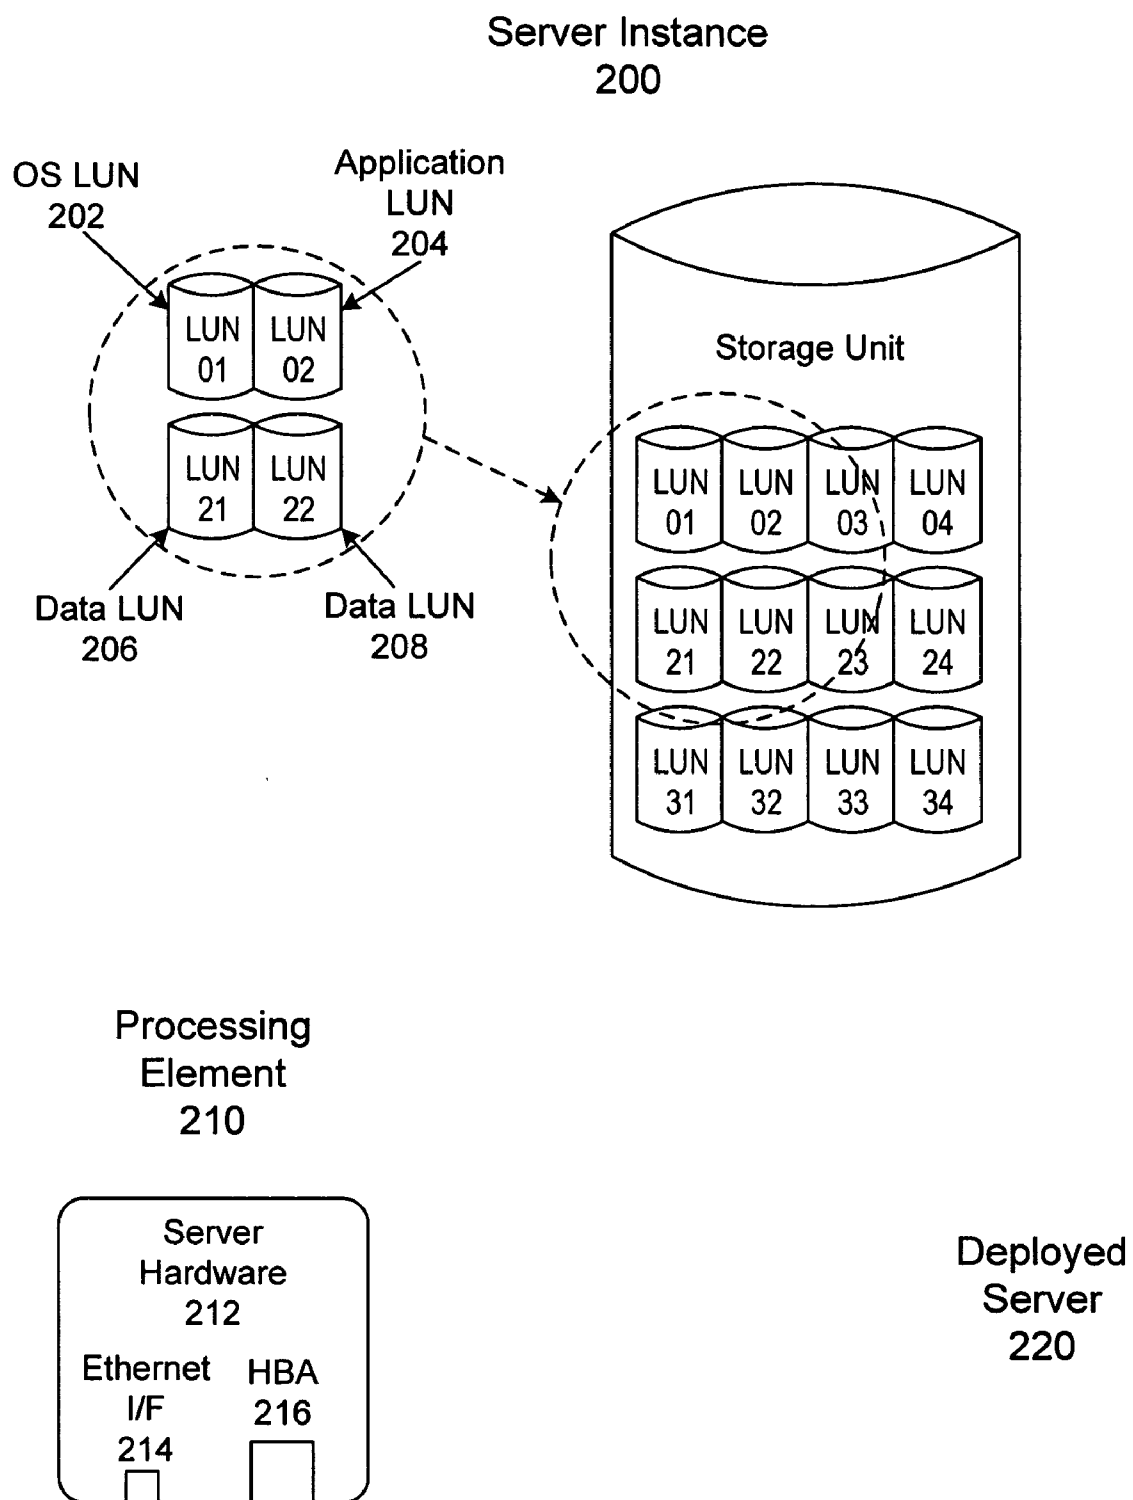 Server Instance
200
OS LUN
202
Application
LUN
204
LUN
01
LUN
02
LUN
21
LUN
22
Data LUN
206
Data LUN
208
Storage Unit
LUN
01
LUN
02
LUN
03
LUN
04
LUN
21
LUN
22
LUN
23
LUN
24
LUN
31
LUN
32
LUN
33
LUN
34
Processing
Element
210
Server
Hardware
212
Ethernet
I/F
214
HBA
216
Deployed
Server
220